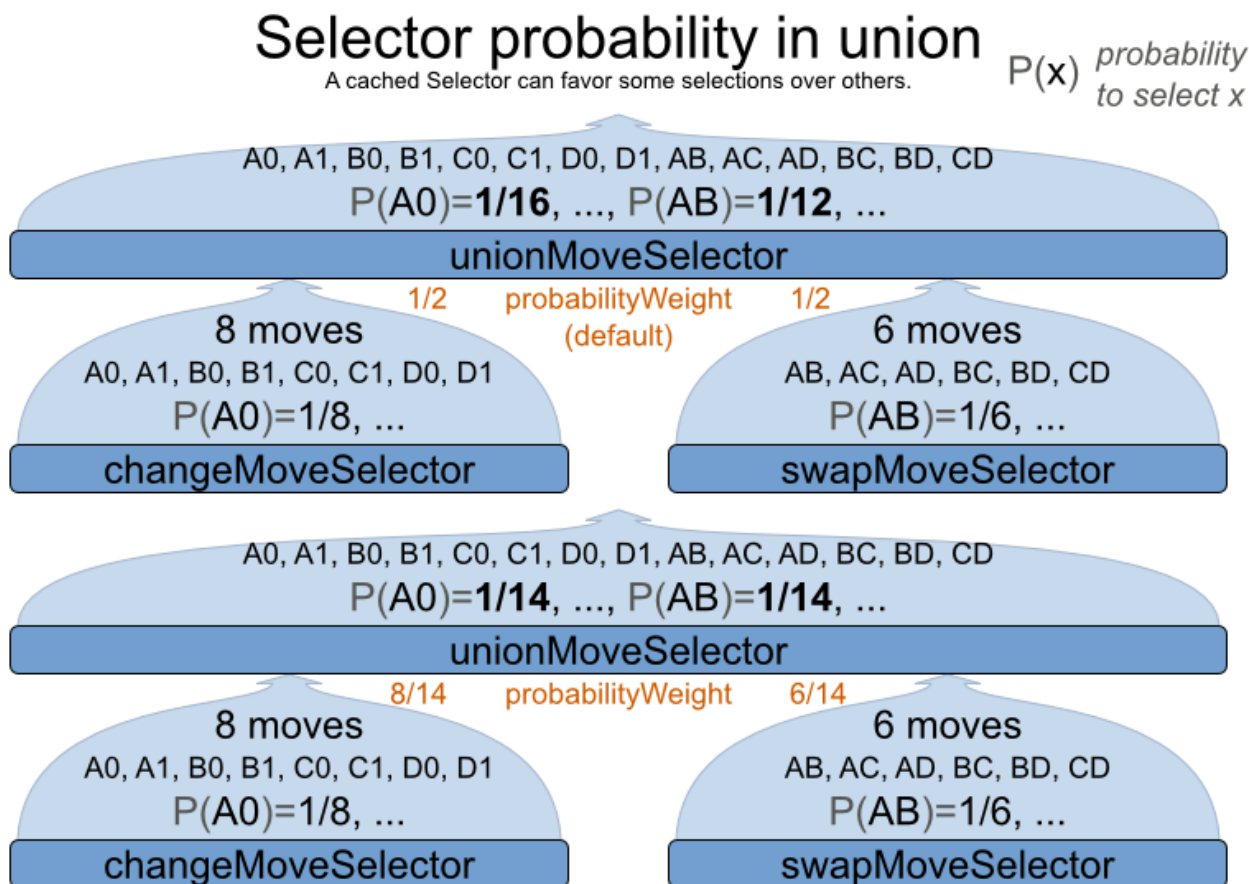 Selector probability in union
A cached Selector can favor some selections over others.
P(x) probability
to select x
A0, A1, B0, B1, C0, C1, D0, D1, AB, AC, AD, BC, BD, CD
P(A0)=1/16, ..., P(AB)=1/12, ...
unionMoveSelector
1/2 probabilityWeight 1/2
(default)
8 moves
A0, A1, B0, B1, C0, C1, D0, D1
P(A0)=1/8, ...
changeMoveSelector
6 moves
AB, AC, AD, BC, BD, CD
P(AB)=1/6, ...
swapMoveSelector
A0, A1, B0, B1, C0, C1, D0, D1, AB, AC, AD, BC, BD, CD
P(A0)=1/14, ..., P(AB)=1/14, ...
unionMoveSelector
8/14 probabilityWeight 6/14
8 moves
A0, A1, B0, B1, C0, C1, D0, D1
P(A0)=1/8, ...
changeMoveSelector
6 moves
AB, AC, AD, BC, BD, CD
P(AB)=1/6, ...
swapMoveSelector